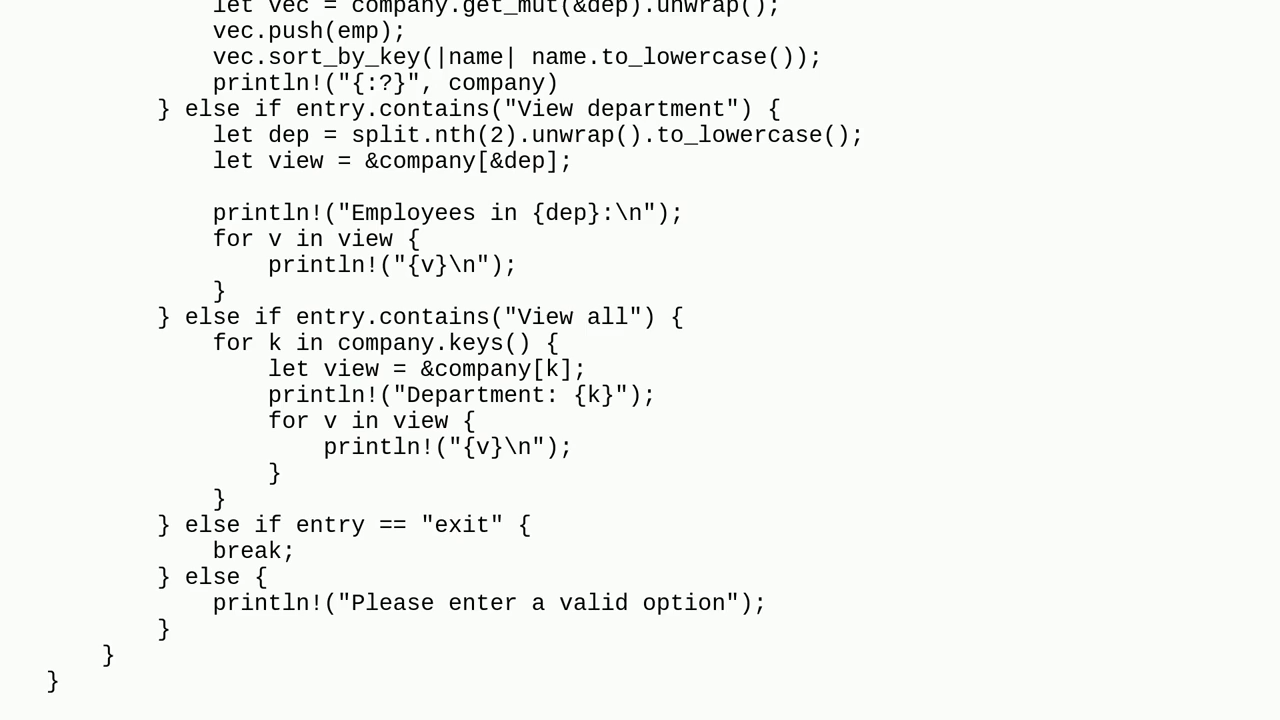 let vec = company.get_mut(&dep).unwrap();
vec.push(emp);
vec.sort_by_key(|name| name.to_lowercase());
println!("{:?}", company)
} else if entry.contains("View department") {
let dep = split.nth(2).unwrap().to_lowercase();
let view = &company[&dep];
println!("Employees in {dep}:\n");
for v in view {
println!("{v}\n");
}
} else if entry.contains("View all") {
for k in company.keys() {
let view = &company[k];
println!("Department: {k}");
for v in view {
println!("{v}\n");
}
}
} else if entry == "exit" {
break;
} else {
println!("Please enter a valid option");
}
}
}